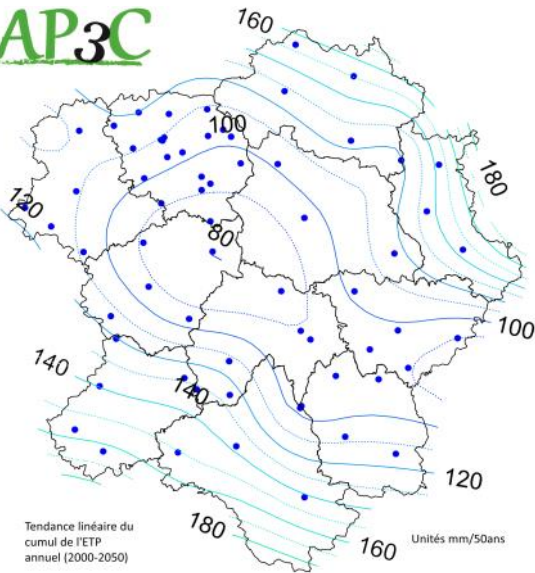 AP3C
160
100
180
120
80
100
140
140
120
180
160
Tendance linéaire du
cumul de l'ETP
annuel (2000-2050)
Unités mm/50ans